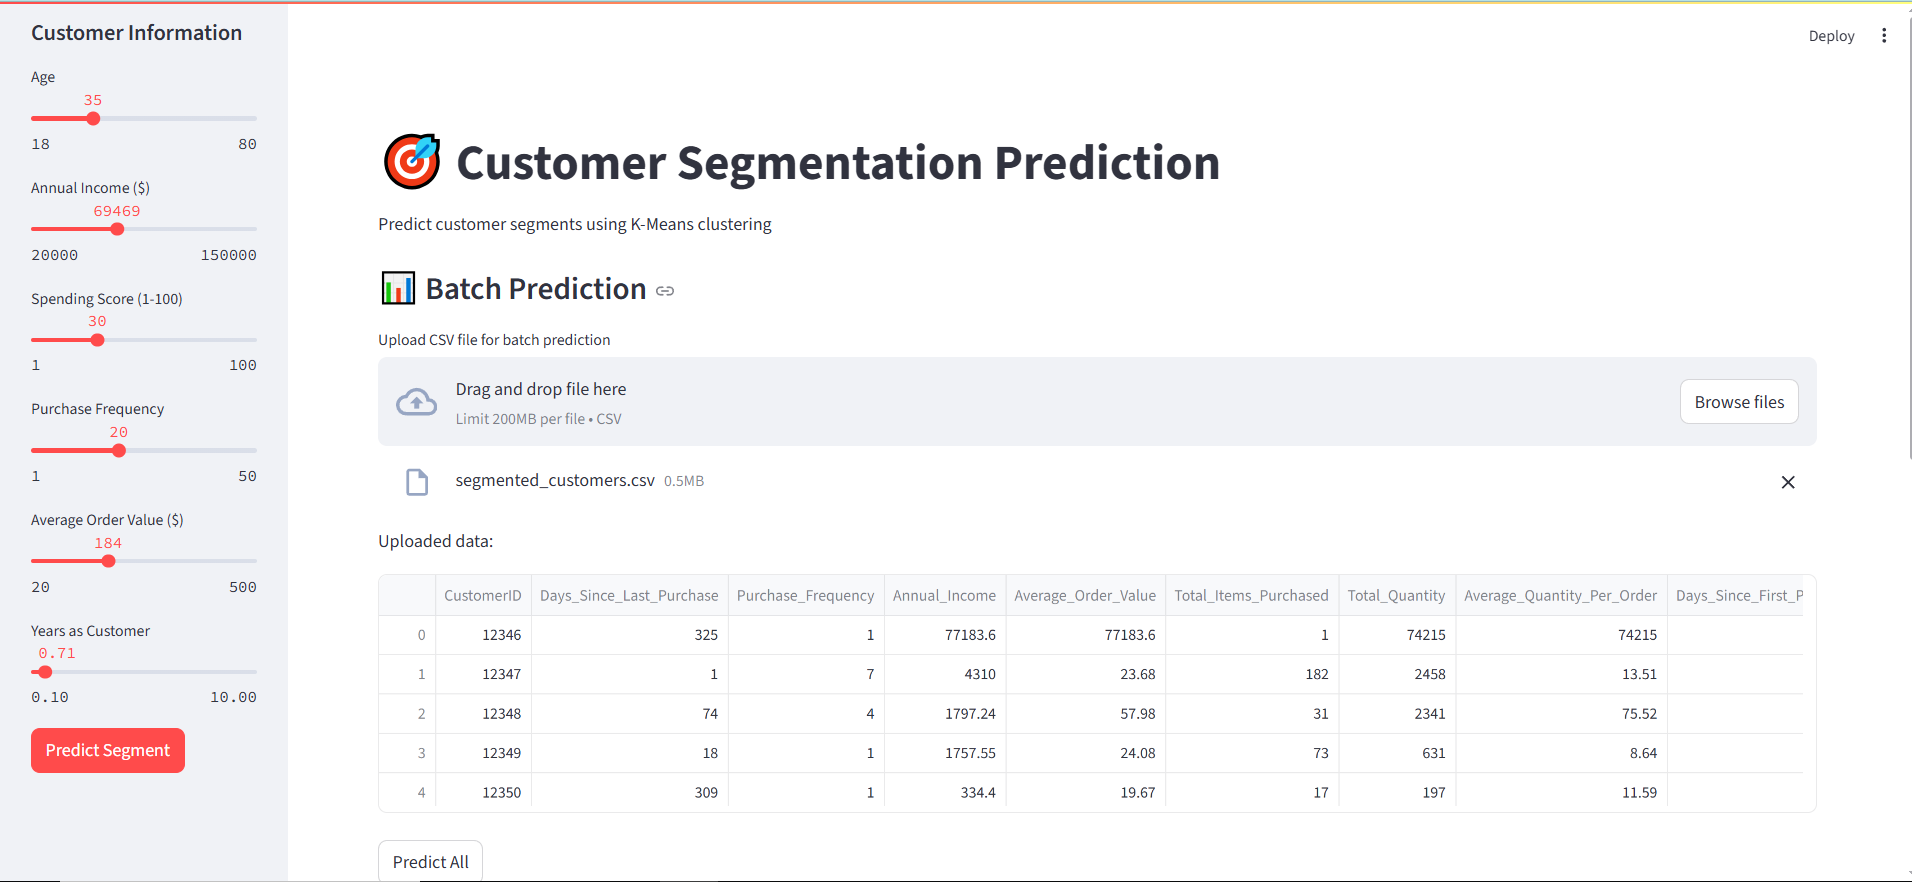 Customer Information
Age
35
18 80
Annual Income ($)
69469
20000 150000
Spending Score (1-100)
30
1 100
Purchase Frequency
20
1 50
Average Order Value ($)
184
20 500
Years as Customer
0.71
0.10 10.00
Predict Segment
Deploy
Customer Segmentation Prediction
Predict customer segments using K-Means clustering
Batch Prediction
Upload CSV file for batch prediction
Drag and drop file here
Limit 200MB per file • CSV
Browse files
segmented_customers.csv 0.5MB
Uploaded data:
CustomerID Days_Since_Last_Purchase Purchase_Frequency Annual_Income Average_Order_Value Total_Items_Purchased Total_Quantity Average_Quantity_Per_Order Days_Since_First_P
0 12346 325 1 77183.6 77183.6 1 74215 74215
1 12347 1 7 4310 23.68 182 2458 13.51
2 12348 74 4 1797.24 57.98 31 2341 75.52
3 12349 18 1 1757.55 24.08 73 631 8.64
4 12350 309 1 334.4 19.67 17 197 11.59
Predict All